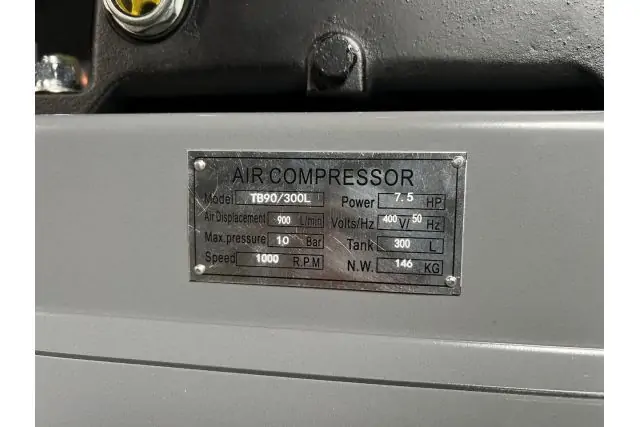 AIR COMPRESSOR
Model TB90/300L Power 7.5 HP
Air Displacement 900 L/min Volts/Hz 400 V/ 50 Hz
Max.pressure 10 Bar Tank 300 L
Speed 1000 R.P.M N.W. 146 KG